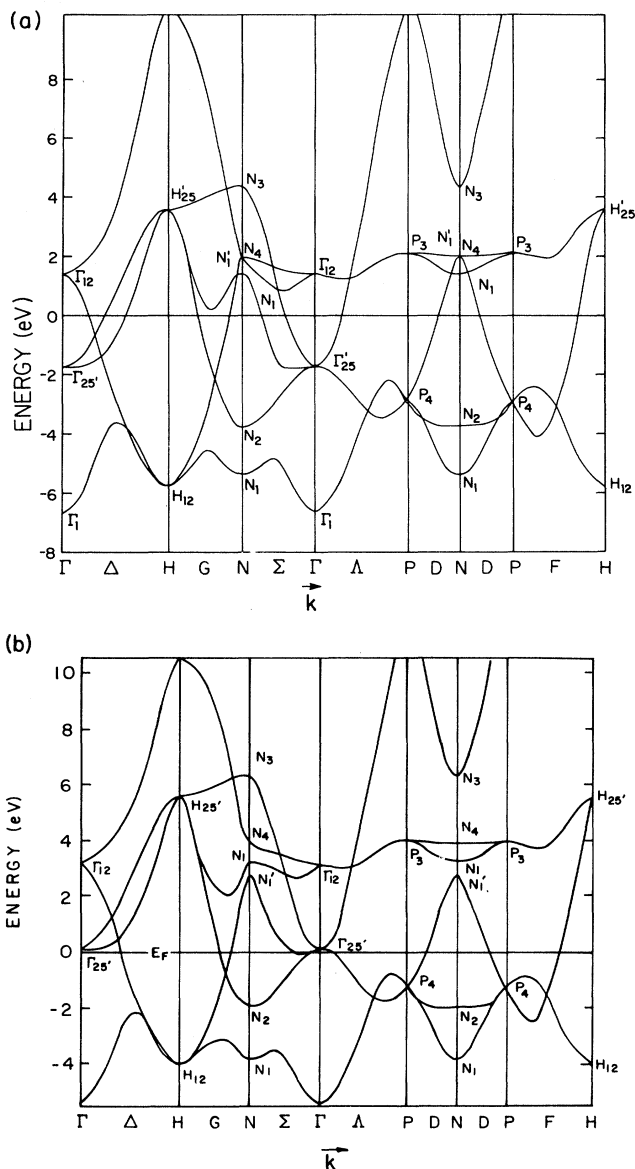 (a)
8
6
4
2
0
-2
-4
-6
-8
ENERGY (eV)
H'25
N3
N'1
N4
N1
Γ12
Γ12
Γ25'
Γ'25
N2
H12
N1
Γ1
Γ1
P3
N'1
N4
P3
N1
N3
P4
N2
P4
N1
H'25
H12
Γ Δ H G N Σ Γ Λ P D N D P F H
k
(b)
10
8
6
4
2
0
-2
-4
ENERGY (eV)
N3
H25'
N4
N1
N1'
Γ12
Γ12
EF
Γ25'
Γ25'
N2
H12
N1
N3
N4
P3
N1
N1'
P3
P4
N2
P4
N1
H25'
H12
Γ Δ H G N Σ Γ Λ P D N D P F H
k